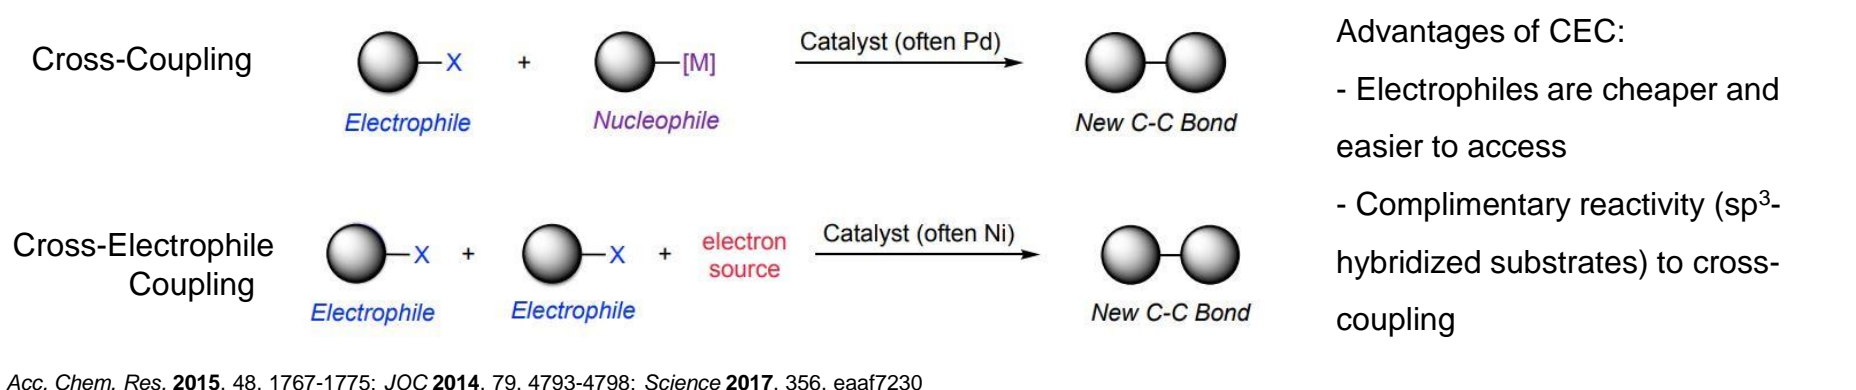 Cross-Coupling
X
+
[M]
Catalyst (often Pd)
Electrophile
Nucleophile
New C-C Bond
Cross-Electrophile
Coupling
X
+
X
+
electron
source
Catalyst (often Ni)
Electrophile
Electrophile
New C-C Bond
Advantages of CEC:
- Electrophiles are cheaper and
easier to access
- Complimentary reactivity (sp³-
hybridized substrates) to cross-
coupling
Acc. Chem. Res. 2015, 48, 1767-1775; JOC 2014, 79, 4793-4798; Science 2017, 356, eaaf7230